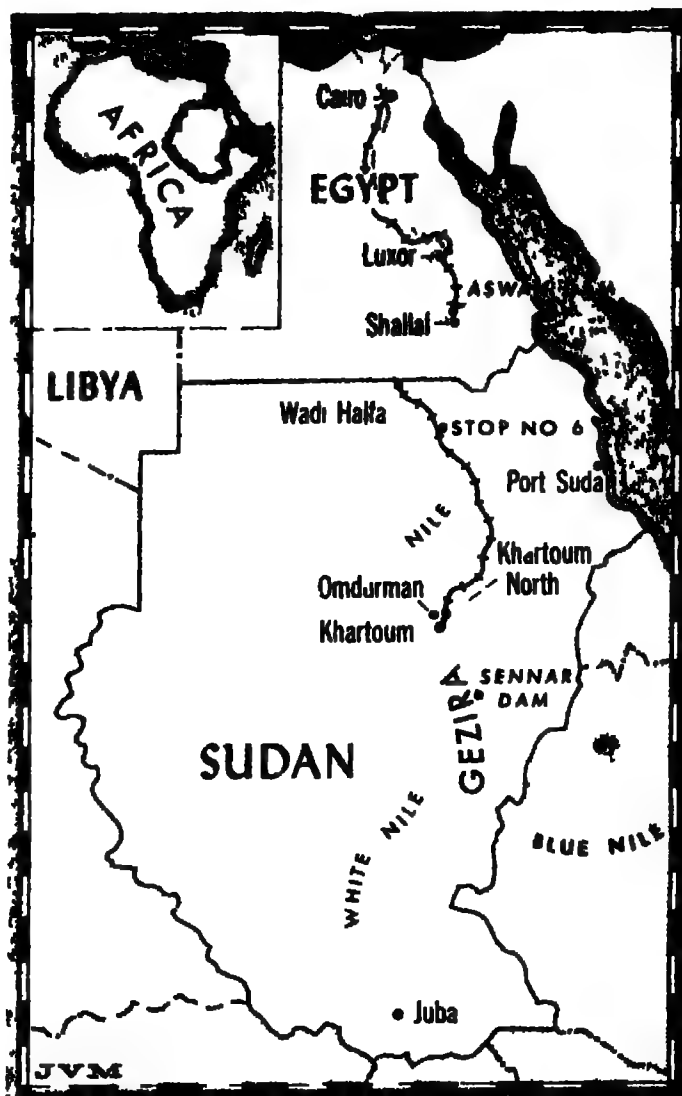 AFRICA
Cairo
EGYPT
Luxor
Shallal
LIBYA
Wadi Halfa
STOP NO 6
Port Suda
NILE
Khartoum
North
Omdurman
Khartoum
SENNAR
DAM
GEZIRA
SUDAN
WHITE NILE
BLUE NILE
Juba
JVM